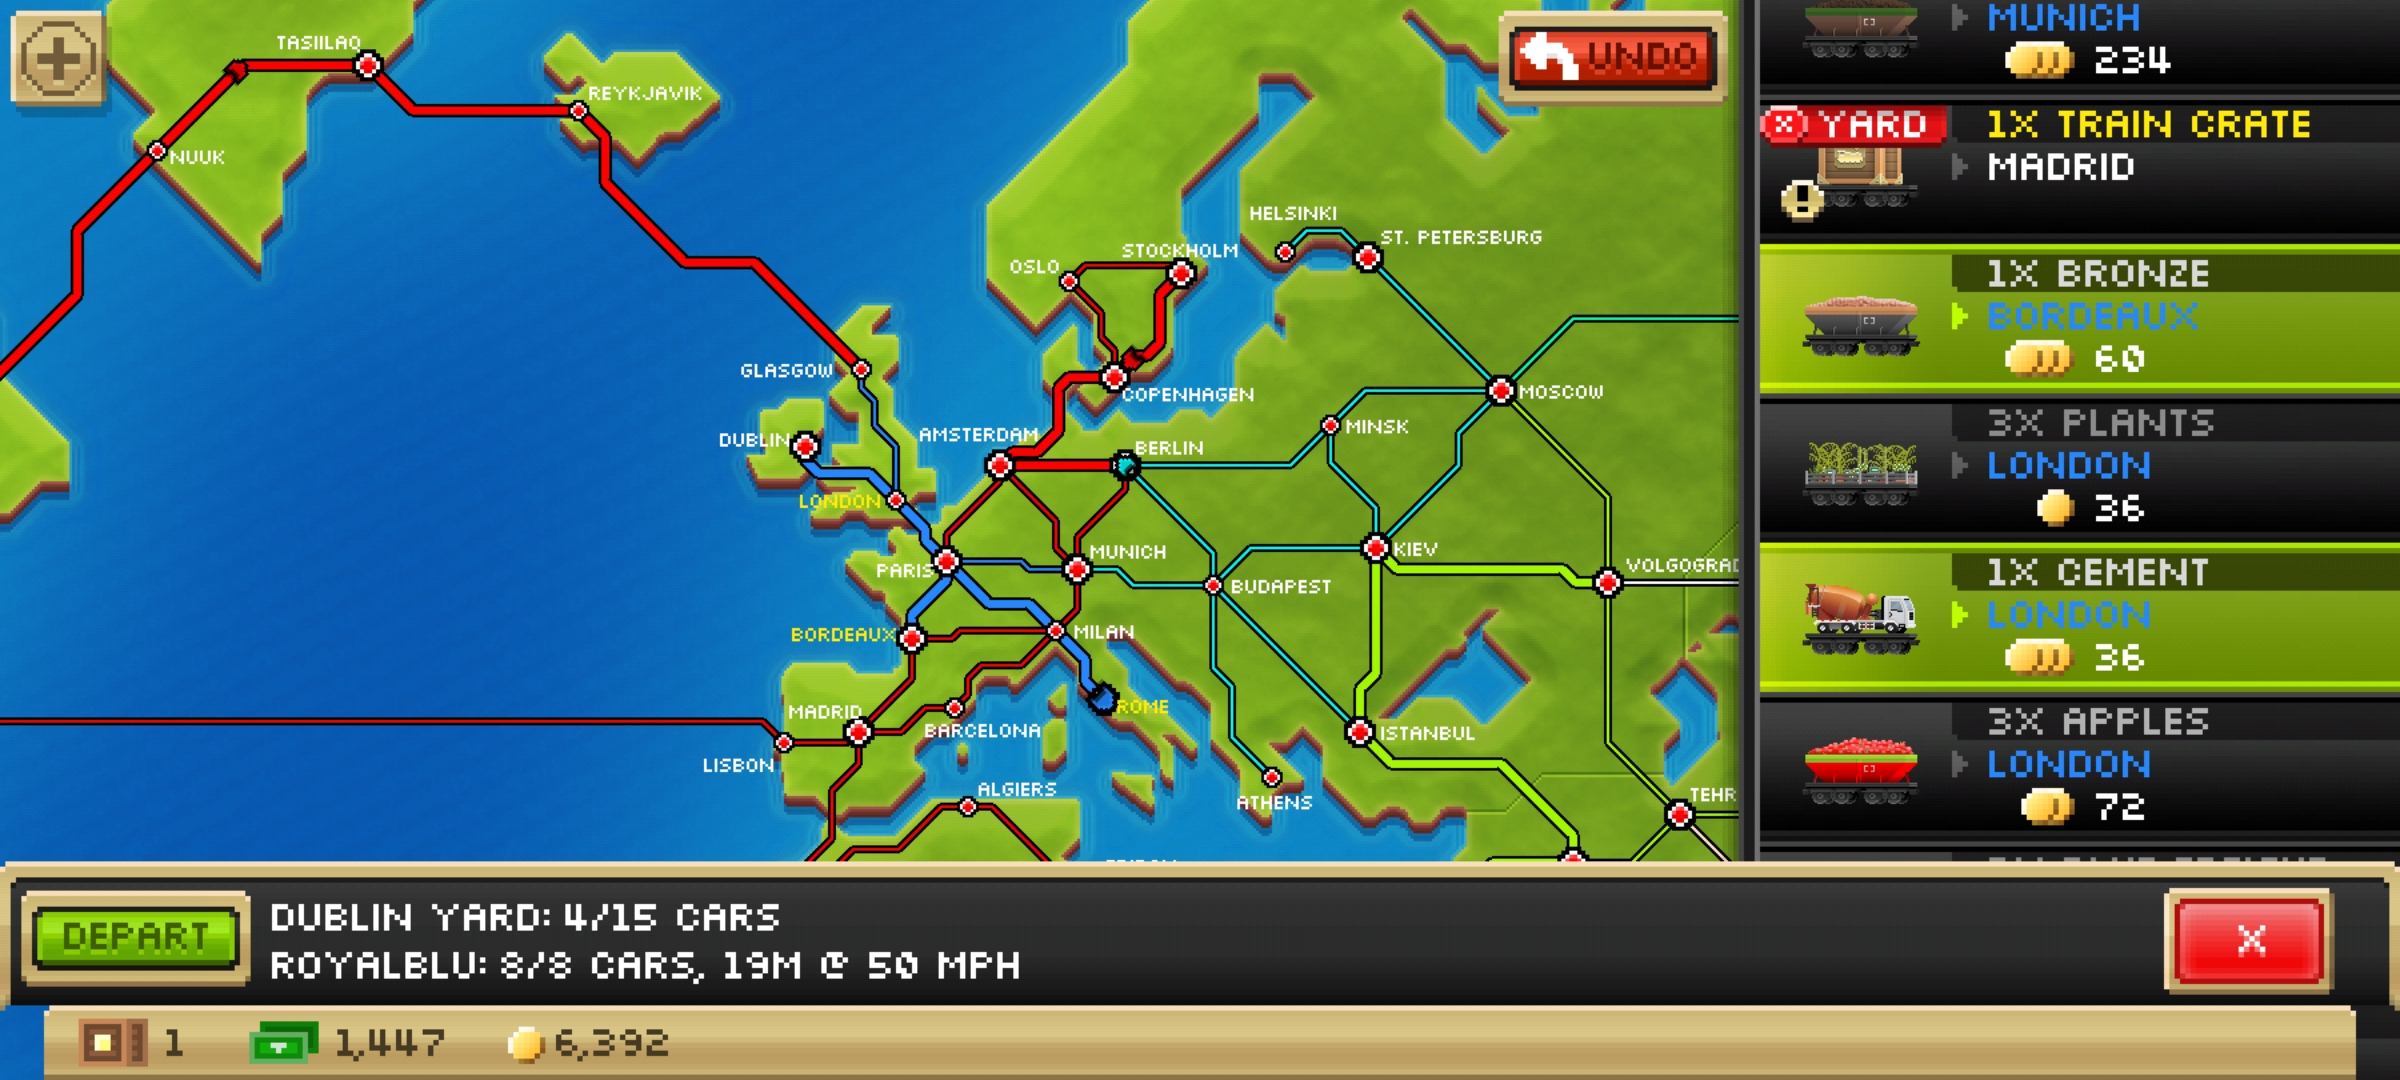 TASIILAQ
UNDO
REYKJAVIK
NUUK
HELSINKI
ST. PETERSBURG
STOCKHOLM
OSLO
GLASGOW
COPENHAGEN
MOSCOW
DUBLIN
AMSTERDAM
BERLIN
MINSK
LONDON
MUNICH
KIEV
PARIS
VOLGOGRAD
BUDAPEST
BORDEAUX
MILAN
ROME
MADRID
BARCELONA
ISTANBUL
LISBON
ALGIERS
ATHENS
TEHR
MUNICH
234
YARD
1X TRAIN CRATE
MADRID
1X BRONZE
BORDEAUX
60
3X PLANTS
LONDON
36
1X CEMENT
LONDON
36
3X APPLES
LONDON
72
DEPART
DUBLIN YARD: 4/15 CARS
ROYALBLU: 8/8 CARS, 19M @ 50 MPH
X
1
1,447
6,392